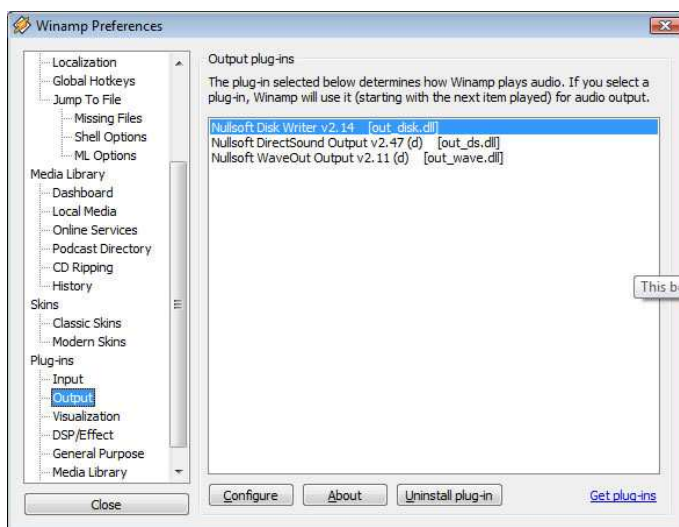 Winamp Preferences
Localization
Global Hotkeys
Jump To File
Missing Files
Shell Options
ML Options
Media Library
Dashboard
Local Media
Online Services
Podcast Directory
CD Ripping
History
Skins
Classic Skins
Modern Skins
Plug-ins
Input
Output
Visualization
DSP/Effect
General Purpose
Media Library
Close
Output plug-ins
The plug-in selected below determines how Winamp plays audio. If you select a
plug-in, Winamp will use it (starting with the next item played) for audio output.
Nullsoft Disk Writer v2.14 [out_disk.dll]
Nullsoft DirectSound Output v2.47 (d) [out_ds.dll]
Nullsoft WaveOut Output v2.11 (d) [out_wave.dll]
This b
Configure
About
Uninstall plug-in
Get plug-ins